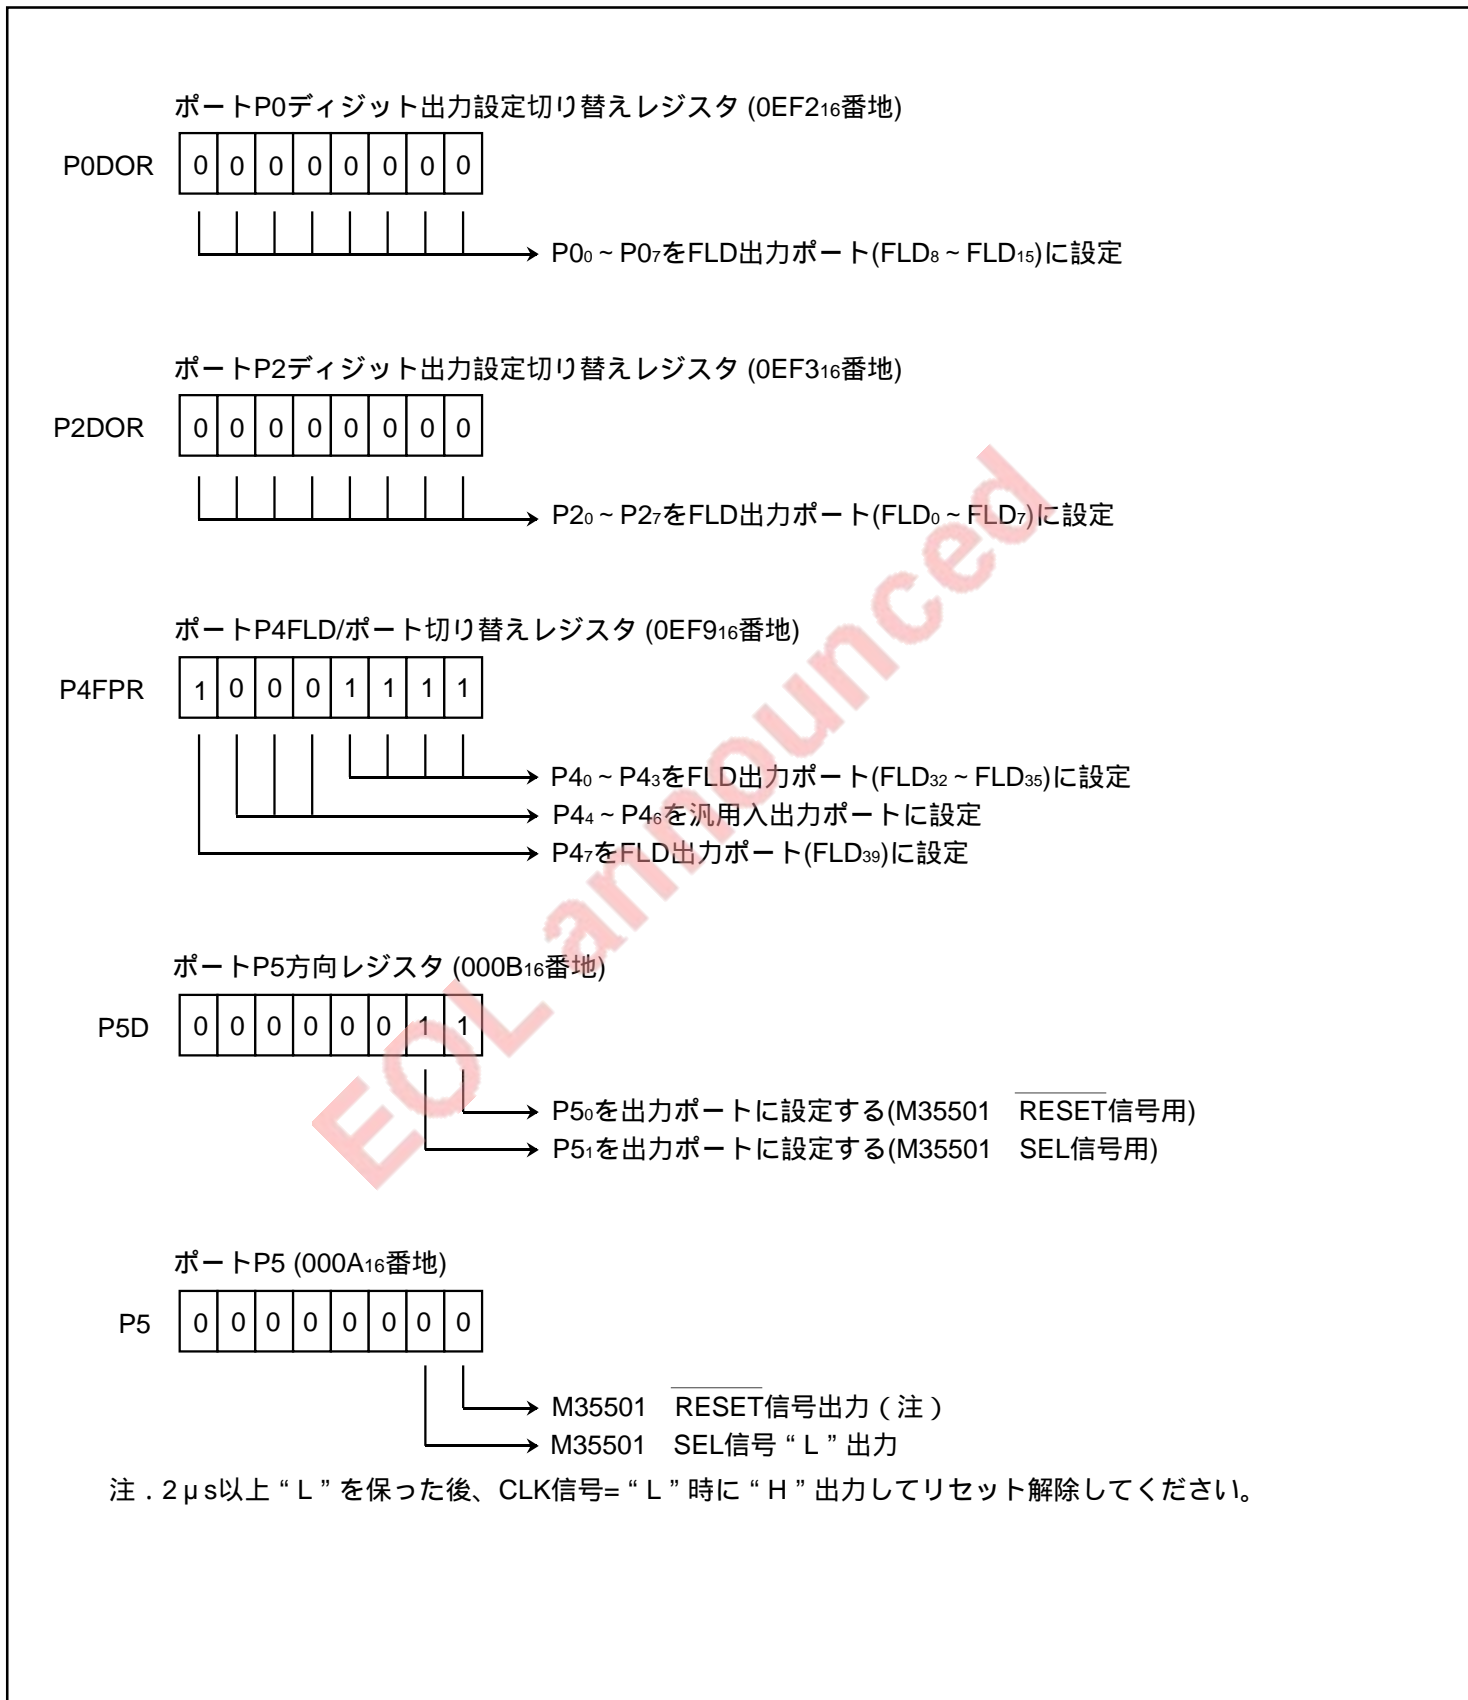 ポートP0ディジット出力設定切り替えレジスタ (0EF216番地)
P0DOR 0 0 0 0 0 0 0 0
P00 ~ P07をFLD出力ポート(FLD8 ~ FLD15)に設定
ポートP2ディジット出力設定切り替えレジスタ (0EF316番地)
P2DOR 0 0 0 0 0 0 0 0
P20 ~ P27をFLD出力ポート(FLD0 ~ FLD7)に設定
ポートP4FLD/ポート切り替えレジスタ (0EF916番地)
P4FPR 1 0 0 0 1 1 1 1
P40 ~ P43をFLD出力ポート(FLD32 ~ FLD35)に設定
P44 ~ P46を汎用入出力ポートに設定
P47をFLD出力ポート(FLD39)に設定
ポートP5方向レジスタ (000B16番地)
P5D 0 0 0 0 0 0 1 1
P50を出力ポートに設定する(M35501 RESET信号用)
P51を出力ポートに設定する(M35501 SEL信号用)
ポートP5 (000A16番地)
P5 0 0 0 0 0 0 0 0
M35501 RESET信号出力(注)
M35501 SEL信号“L”出力
注.2μs以上“L”を保った後、CLK信号=“L”時に“H”出力してリセット解除してください。
EOL announced